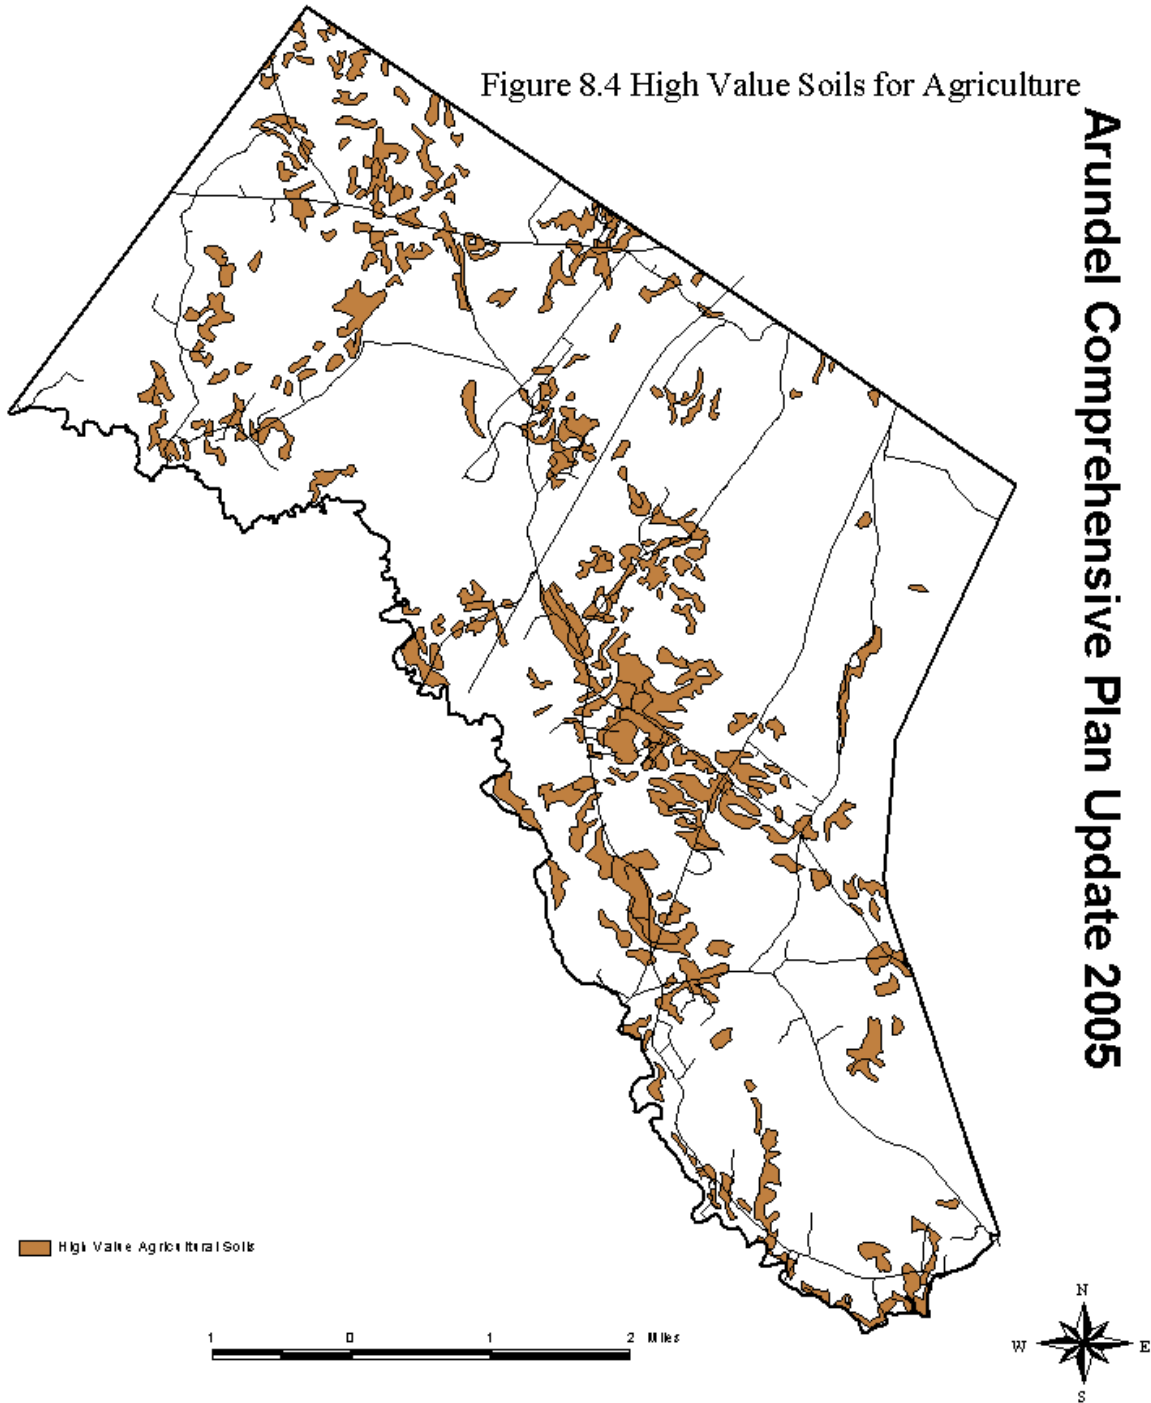 Figure 8.4 High Value Soils for Agriculture
Arundel Comprehensive Plan Update 2005
High Value Agricultural Soils
1 0 1 2 Miles
N
W E
S